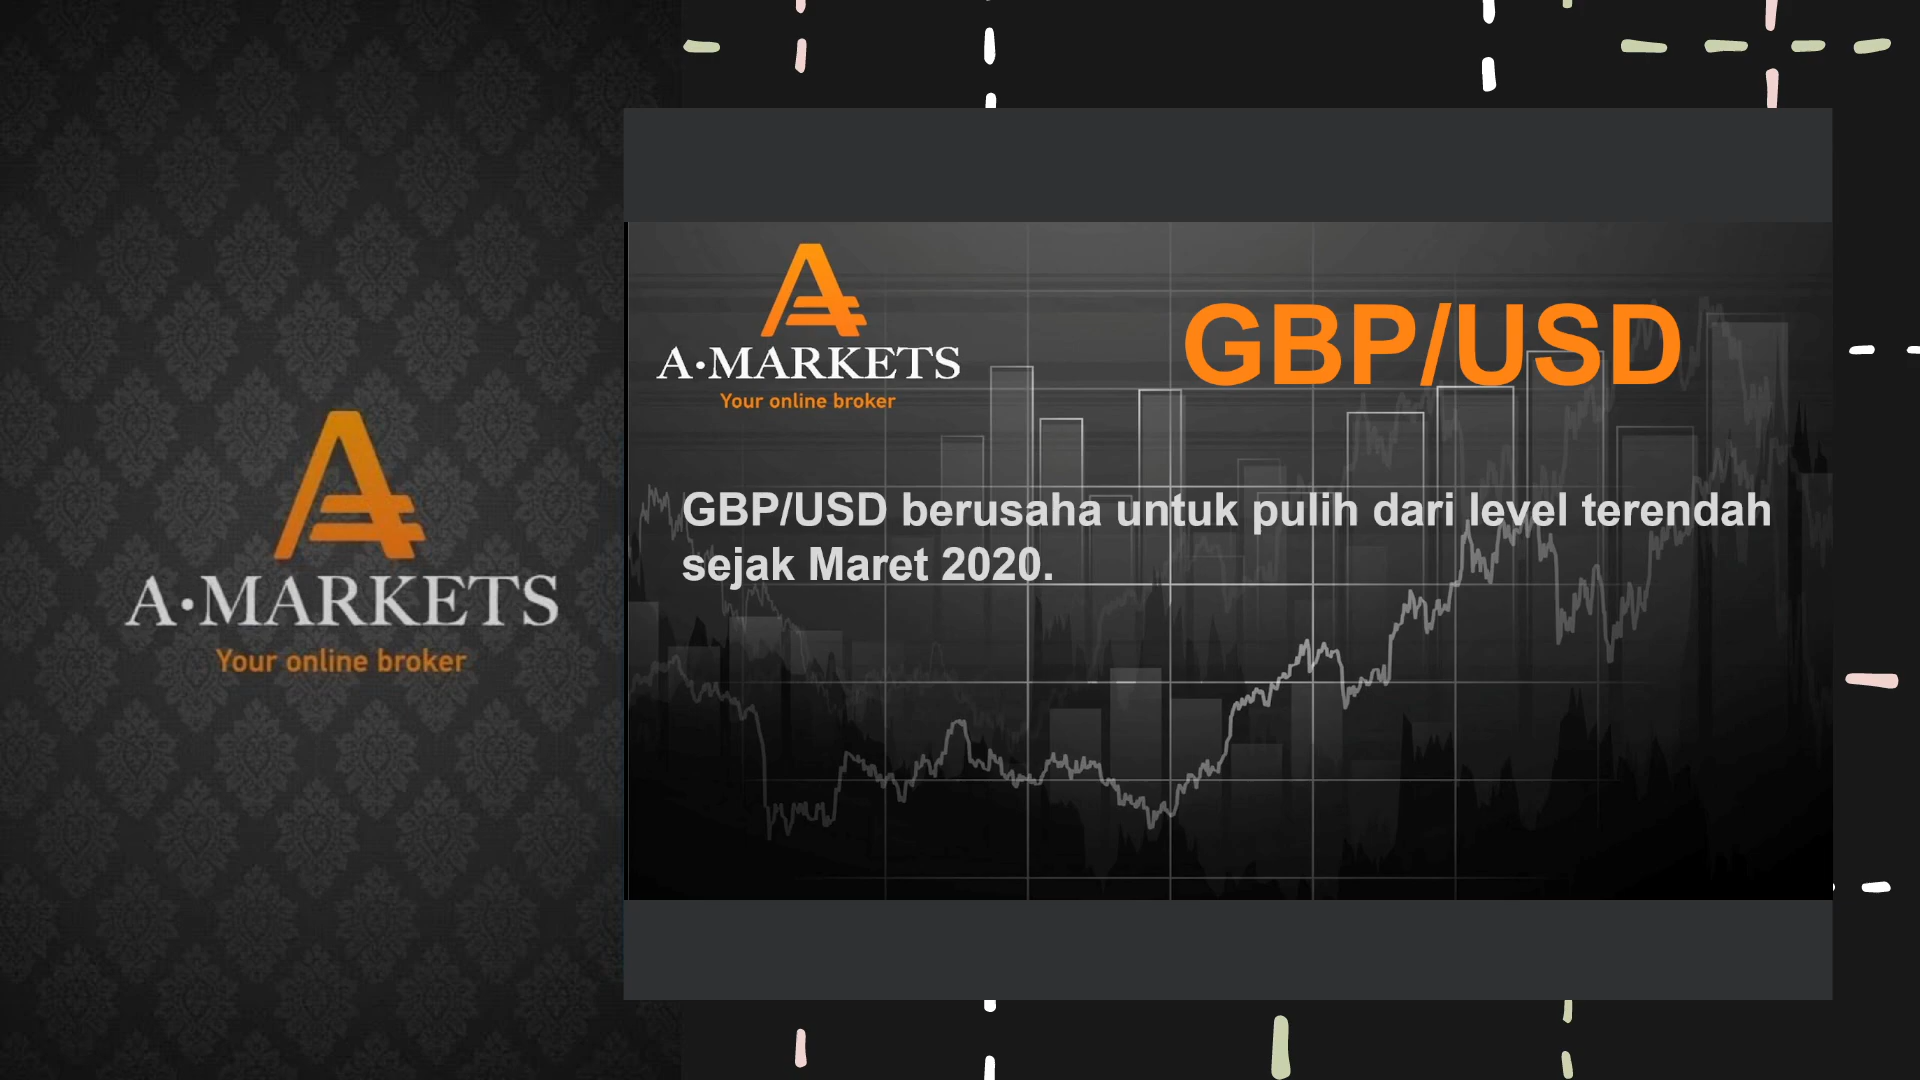 A·MARKETS
Your online broker
A·MARKETS
Your online broker
GBP/USD
GBP/USD berusaha untuk pulih dari level terendah
sejak Maret 2020.